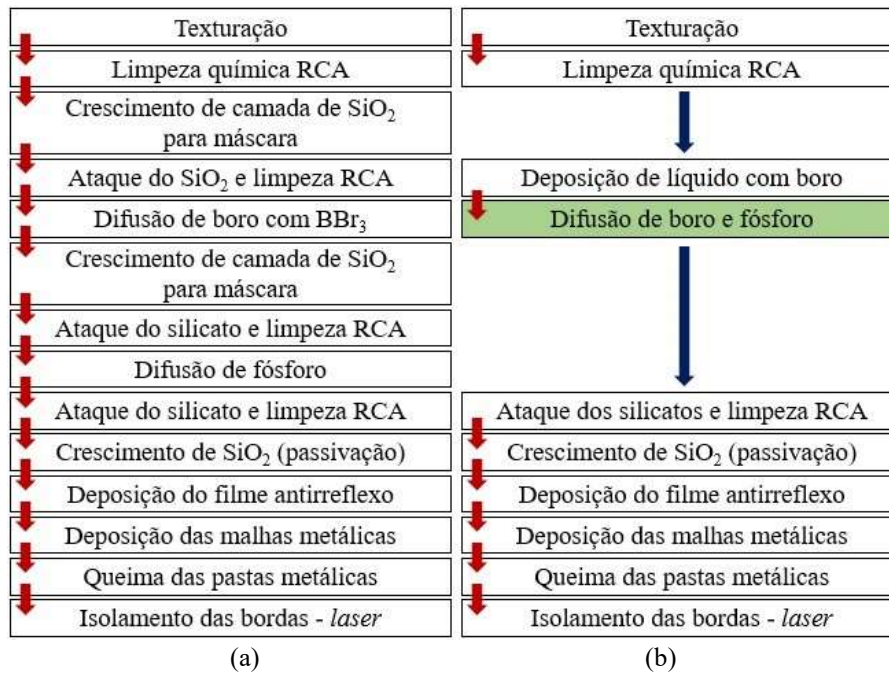 Texturação
Limpeza química RCA
Crescimento de camada de SiO₂
para máscara
Ataque do SiO₂ e limpeza RCA
Difusão de boro com BBr₃
Crescimento de camada de SiO₂
para máscara
Ataque do silicato e limpeza RCA
Difusão de fósforo
Ataque do silicato e limpeza RCA
Crescimento de SiO₂ (passivação)
Deposição do filme antirreflexo
Deposição das malhas metálicas
Queima das pastas metálicas
Isolamento das bordas - laser
(a)
Texturação
Limpeza química RCA
Deposição de líquido com boro
Difusão de boro e fósforo
Ataque dos silicatos e limpeza RCA
Crescimento de SiO₂ (passivação)
Deposição do filme antirreflexo
Deposição das malhas metálicas
Queima das pastas metálicas
Isolamento das bordas - laser
(b)